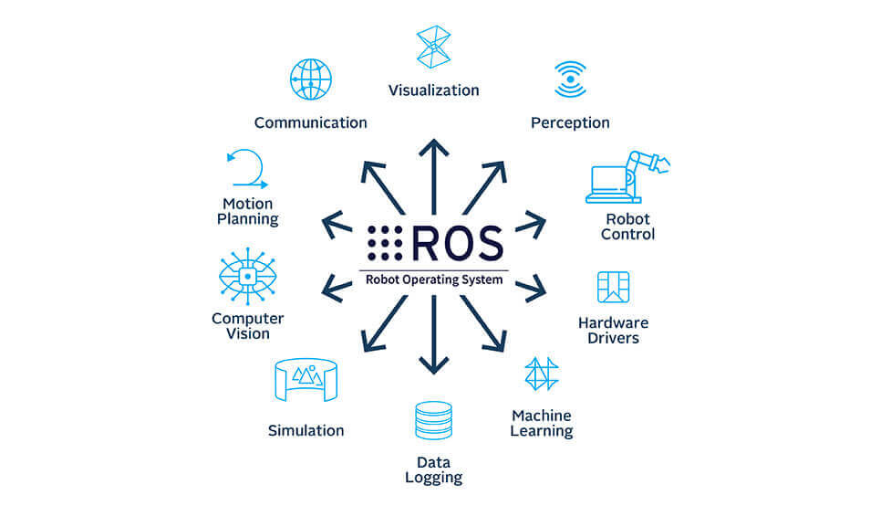 Visualization
Communication
Perception
Motion
Planning
Robot
Control
ROS
Robot Operating System
Computer
Vision
Hardware
Drivers
Simulation
Machine
Learning
Data
Logging